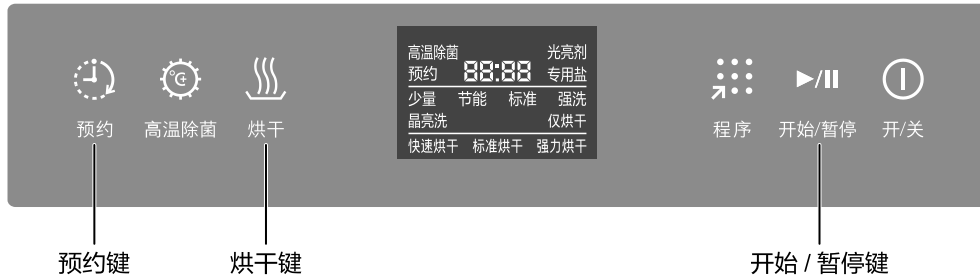 高温除菌 光亮剂
预约 88:88 专用盐
少量 节能 标准 强洗
晶亮洗 仅烘干
快速烘干 标准烘干 强力烘干
℃+
▶/II
预约 高温除菌 烘干 程序 开始/暂停 开/关
预约键 烘干键 开始 / 暂停键